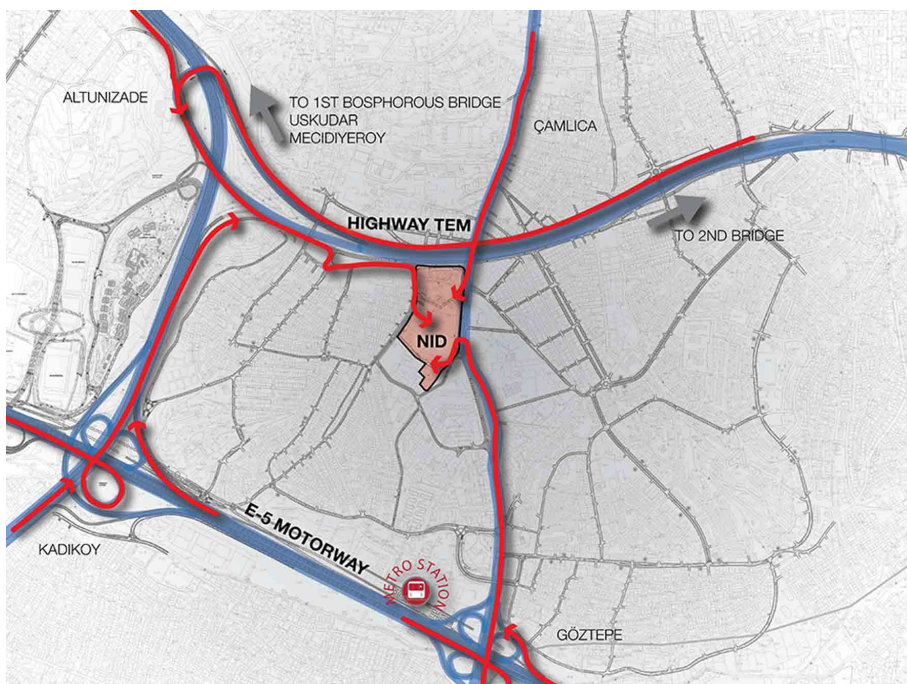 ALTUNIZADE
TO 1ST BOSPHOROUS BRIDGE
USKUDAR
MECIDIYEROY
ÇAMLICA
HIGHWAY TEM
TO 2ND BRIDGE
NID
E-5 MOTORWAY
KADIKOY
METRO STATION
GÖZTEPE